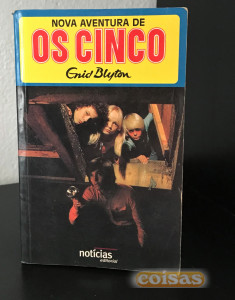 NOVA AVENTURA DE
OS CINCO
Enid Blyton
notícias
editorial
coisas